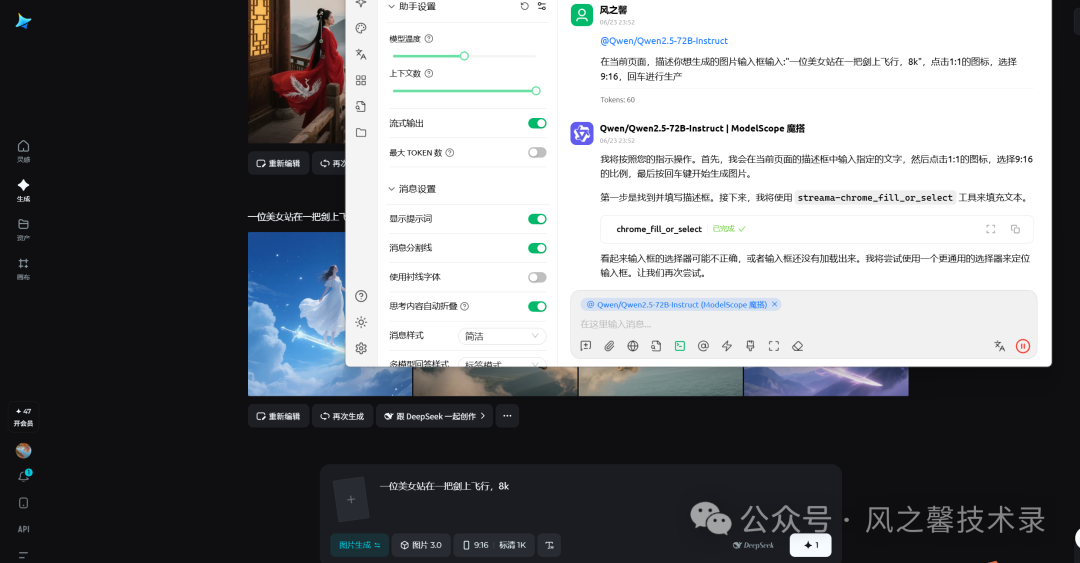 灵感
生成
资产
画布
47
开会员
1
API
重新编辑
再次
一位美女站在一把剑上飞
重新编辑
再次生成
跟 DeepSeek 一起创作
助手设置
模型温度
上下文数
流式输出
最大 TOKEN 数
消息设置
显示提示词
消息分割线
使用衬线字体
思考内容自动折叠
消息样式
简洁
多模型回答样式
标签模式
风之馨
06/23 23:52
@Qwen/Qwen2.5-72B-Instruct
在当前页面，描述你想生成的图片输入框输入:"一位美女站在一把剑上飞行，8k"，点击1:1的图标，选择
9:16，回车进行生产
Tokens: 60
Qwen/Qwen2.5-72B-Instruct | ModelScope 魔搭
06/23 23:52
我将按照您的指示操作。首先，我会在当前页面的描述框中输入指定的文字，然后点击1:1的图标，选择9:16
的比例，最后按回车键开始生成图片。
第一步是找到并填写描述框。接下来，我将使用 streama-chrome_fill_or_select 工具来填充文本。
chrome_fill_or_select 已完成
看起来输入框的选择器可能不正确，或者输入框还没有加载出来。我将尝试使用一个更通用的选择器来定位
输入框。让我们再次尝试。
@ Qwen/Qwen2.5-72B-Instruct (ModelScope 魔搭) ×
在这里输入消息...
一位美女站在一把剑上飞行，8k
图片生成
图片 3.0
9:16
标清 1K
DeepSeek
1
公众号 · 风之馨技术录